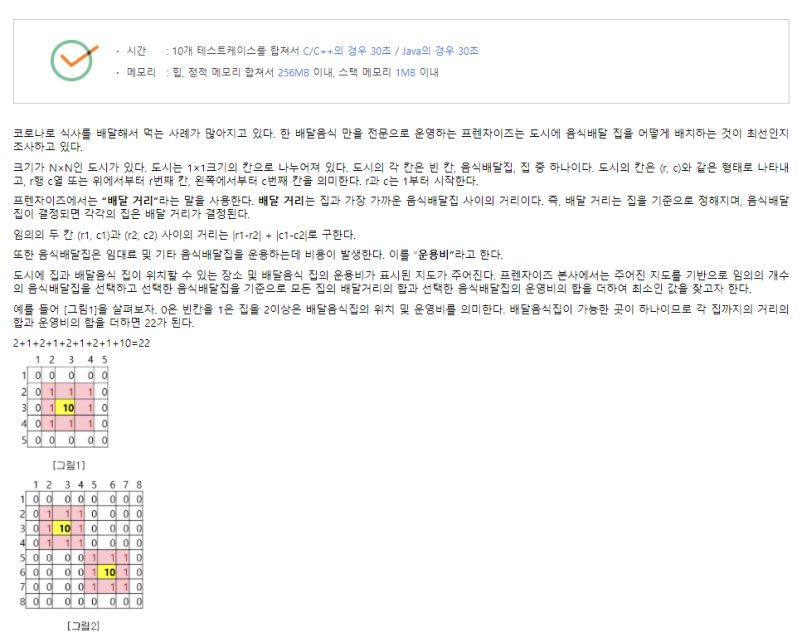 · 시간 : 10개 테스트케이스를 합쳐서 C/C++의 경우 30초 / Java의 경우 30초
· 메모리 : 힙, 정적 메모리 합쳐서 256MB 이내, 스택 메모리 1MB 이내
코로나로 식사를 배달해서 먹는 사례가 많아지고 있다. 한 배달음식 만을 전문으로 운영하는 프렌차이즈는 도시에 음식배달 집을 어떻게 배치하는 것이 최선인지
조사하고 있다.
크기가 N×N인 도시가 있다. 도시는 1×1크기의 칸으로 나누어져 있다. 도시의 각 칸은 빈 칸, 음식배달집, 집 중 하나이다. 도시의 칸은 (r, c)와 같은 형태로 나타내
고, r행 c열 또는 위에서부터 r번째 칸, 왼쪽에서부터 c번째 칸을 의미한다. r과 c는 1부터 시작한다.
프렌차이즈에서는 “배달 거리”라는 말을 사용한다. 배달 거리는 집과 가장 가까운 음식배달집 사이의 거리이다. 즉, 배달 거리는 집을 기준으로 정해지며, 음식배달
집이 결정되면 각각의 집은 배달 거리가 결정된다.
임의의 두 칸 (r1, c1)과 (r2, c2) 사이의 거리는 |r1-r2| + |c1-c2|로 구한다.
또한 음식배달집은 임대료 및 기타 음식배달집을 운용하는데 비용이 발생한다. 이를 “운용비”라고 한다.
도시에 집과 배달음식 집이 위치할 수 있는 장소 및 배달음식 집의 운용비가 표시된 지도가 주어진다. 프렌차이즈 본사에서는 주어진 지도를 기반으로 임의의 개수
의 음식배달집을 선택하고 선택한 음식배달집을 기준으로 모든 집의 배달거리의 합과 선택한 음식배달집의 운영비의 합을 더하여 최소인 값을 찾고자 한다.
예를 들어 [그림1]을 살펴보자. 0은 빈칸을 1은 집을 2이상은 배달음식집의 위치 및 운영비를 의미한다. 배달음식집이 가능한 곳이 하나이므로 각 집까지의 거리의
합과 운영비의 합을 더하면 22가 된다.
2+1+2+1+2+1+2+1+10=22
1 2 3 4 5
1 0 0 0 0 0
2 0 1 1 1 0
3 0 1 10 1 0
4 0 1 1 1 0
5 0 0 0 0 0
[그림1]
1 2 3 4 5 6 7 8
1 0 0 0 0 0 0 0 0
2 0 1 1 1 0 0 0 0
3 0 1 10 1 0 0 0 0
4 0 1 1 1 0 0 0 0
5 0 0 0 0 1 1 1 0
6 0 0 0 0 1 10 1 0
7 0 0 0 0 1 1 1 0
8 0 0 0 0 0 0 0 0
[그림2]